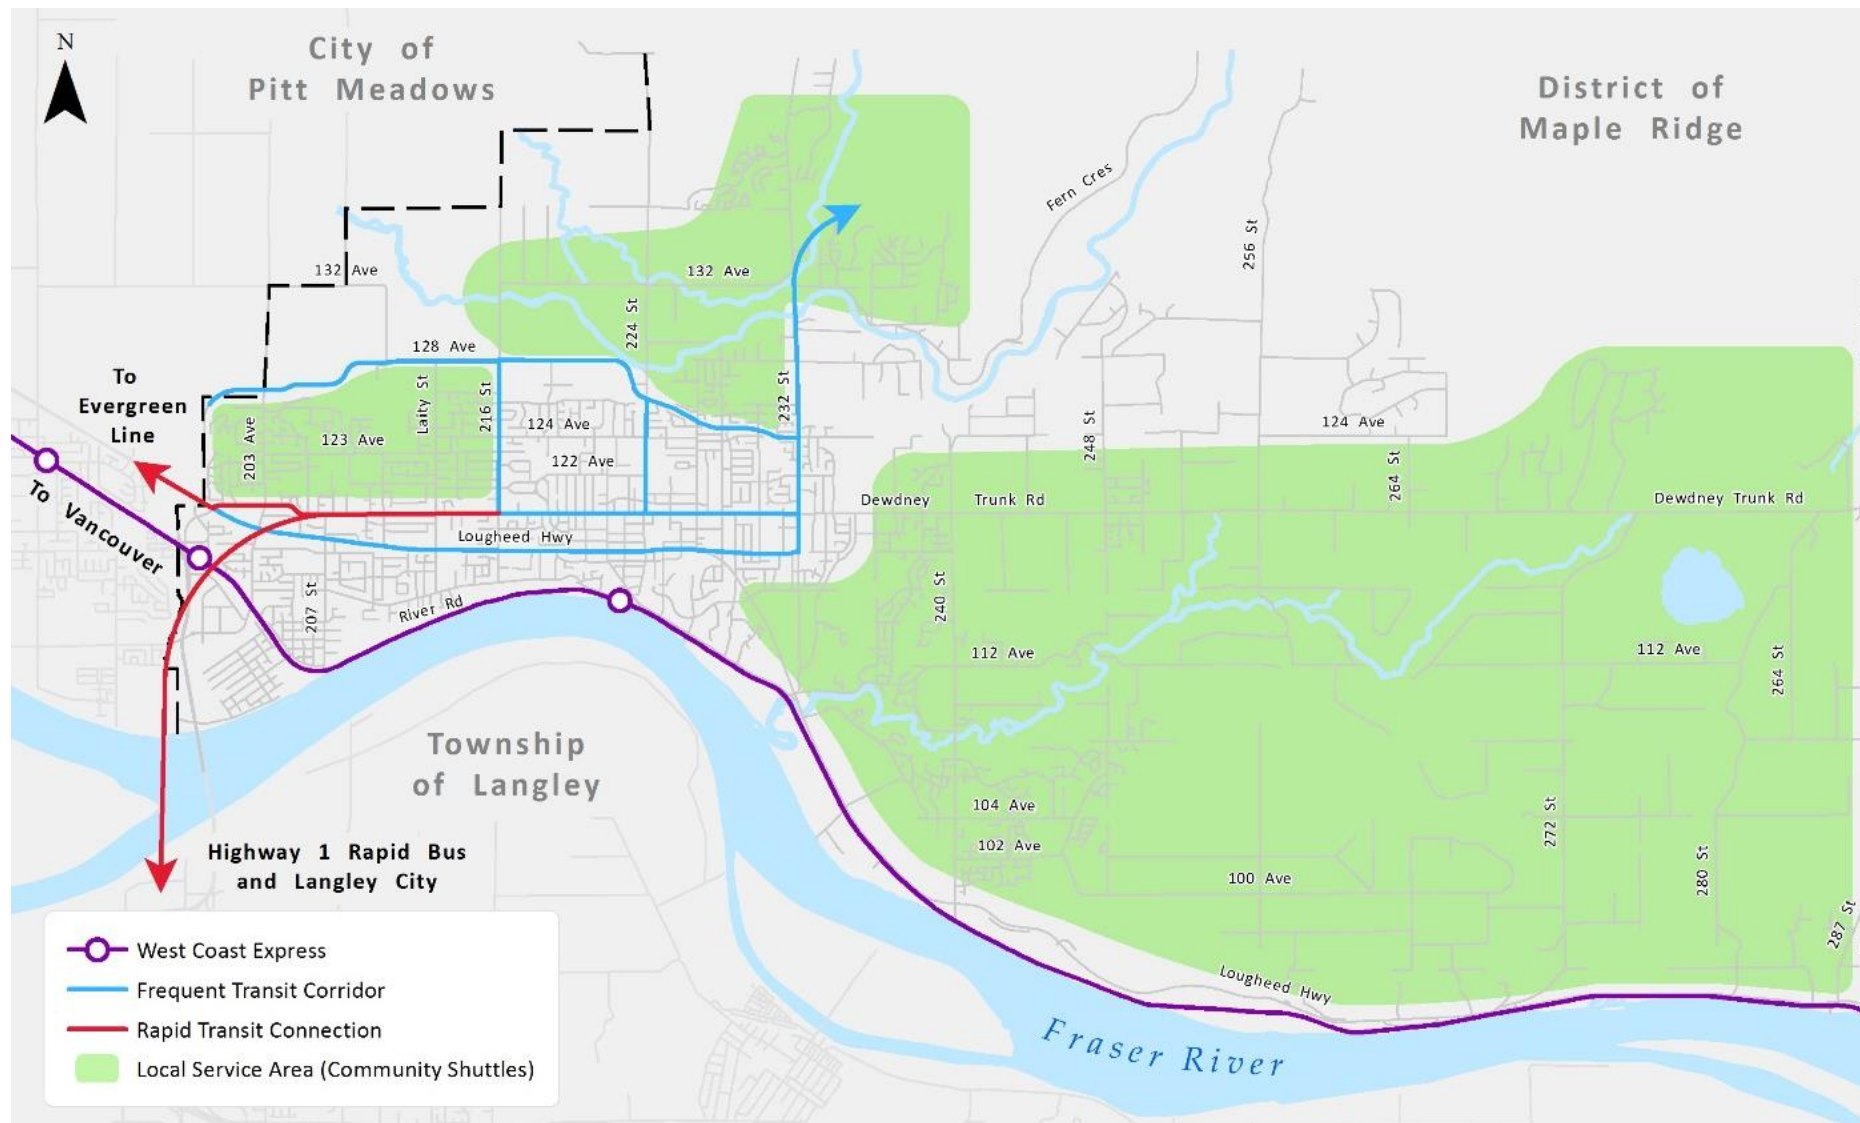 N
City of
Pitt Meadows
District of
Maple Ridge
Fern Cres
256 St
132 Ave
132 Ave
224 St
128 Ave
To
Evergreen
Line
Laity St
216 St
232 St
203 Ave
123 Ave
124 Ave
122 Ave
248 St
124 Ave
264 St
To Vancouver
Dewdney Trunk Rd
Dewdney Trunk Rd
Lougheed Hwy
207 St
River Rd
240 St
112 Ave
112 Ave
264 St
Township
of Langley
104 Ave
102 Ave
272 St
100 Ave
280 St
287 St
Highway 1 Rapid Bus
and Langley City
Lougheed Hwy
Fraser River
West Coast Express
Frequent Transit Corridor
Rapid Transit Connection
Local Service Area (Community Shuttles)